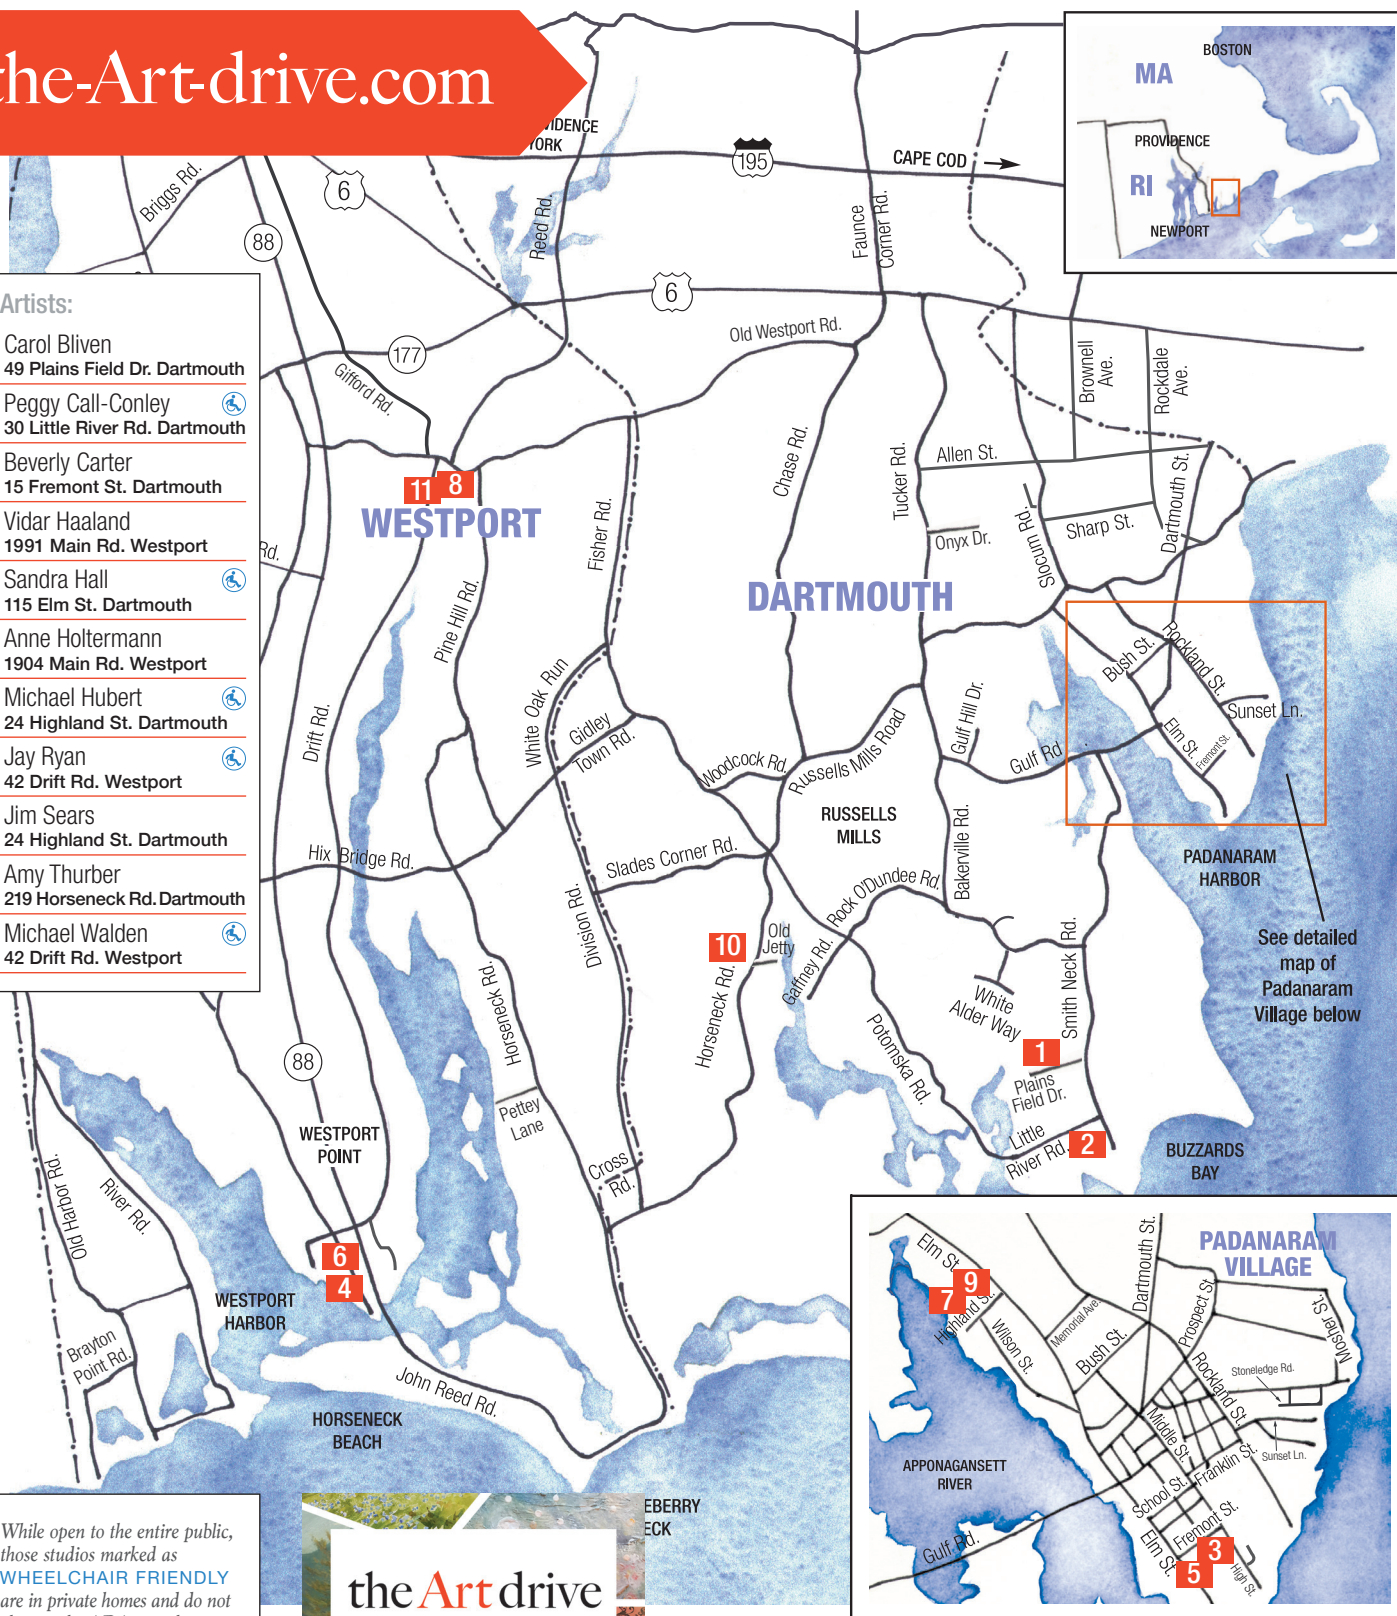 the-Art-drive.com
Artists:
Carol Bliven
49 Plains Field Dr. Dartmouth
Peggy Call-Conley
30 Little River Rd. Dartmouth
Beverly Carter
15 Fremont St. Dartmouth
Vidar Haaland
1991 Main Rd. Westport
Sandra Hall
115 Elm St. Dartmouth
Anne Holtermann
1904 Main Rd. Westport
Michael Hubert
24 Highland St. Dartmouth
Jay Ryan
42 Drift Rd. Westport
Jim Sears
24 Highland St. Dartmouth
Amy Thurber
219 Horseneck Rd. Dartmouth
Michael Walden
42 Drift Rd. Westport
BOSTON
MA
PROVIDENCE
RI
NEWPORT
195
CAPE COD
Briggs Rd.
6
88
Reed Rd.
Faunce
Corner Rd.
6
177
Gifford Rd.
Old Westport Rd.
Brownell
Ave.
Rockdale
Ave.
11
8
WESTPORT
Fisher Rd.
Chase Rd.
Tucker Rd.
Allen St.
Onyx Dr.
Slocum Rd.
Sharp St.
Dartmouth St.
Rd.
DARTMOUTH
Pine Hill Rd.
Drift Rd.
White Oak Run
Gidley
Town Rd.
Woodcock Rd.
Russells Mills Road
Gulf Hill Dr.
Gulf Rd.
Bush St.
Rockland St.
Sunset Ln.
Elm St.
Fremont St.
RUSSELLS
MILLS
Bakerville Rd.
PADANARAM
HARBOR
Hix Bridge Rd.
Slades Corner Rd.
Rock O'Dundee Rd.
Division Rd.
10
Old
Jetty
Gaffney Rd.
Horseneck Rd.
Horseneck Rd.
White
Alder Way
Smith Neck Rd.
See detailed
map of
Padanaram
Village below
1
Plains
Field Dr.
Potomska Rd.
Little
River Rd.
2
BUZZARDS
BAY
88
Pettey
Lane
WESTPORT
POINT
Cross
Rd.
Old Harbor Rd.
River Rd.
6
4
WESTPORT
HARBOR
Brayton
Point Rd.
John Reed Rd.
HORSENECK
BEACH
PADANARAM
VILLAGE
Elm St.
9
7
Highland St.
Wilson St.
Memorial Ave.
Bush St.
Dartmouth St.
Prospect St.
Mosher St.
Rockland St.
Stoneledge Rd.
Middle St.
Sunset Ln.
Franklin St.
School St.
APPONAGANSETT
RIVER
Gulf Rd.
Fremont St.
Elm St.
3
5
High St.
While open to the entire public,
those studios marked as
WHEELCHAIR FRIENDLY
are in private homes and do not
the Art drive